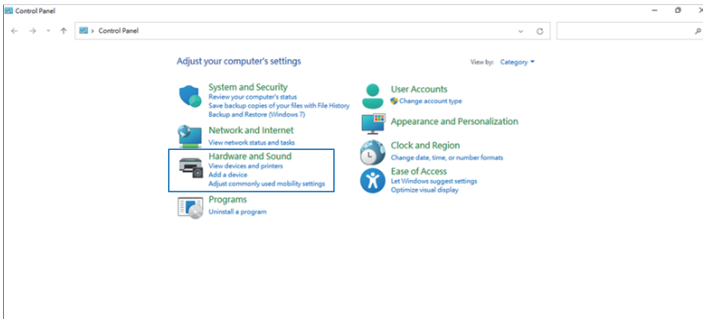 Control Panel
Control Panel
Adjust your computer's settings
View by: Category
System and Security
Review your computer's status
Save backup copies of your files with File History
Backup and Restore (Windows 7)
Network and Internet
View network status and tasks
Hardware and Sound
View devices and printers
Add a device
Adjust commonly used mobility settings
Programs
Uninstall a program
User Accounts
Change account type
Appearance and Personalization
Clock and Region
Change date, time, or number formats
Ease of Access
Let Windows suggest settings
Optimize visual display